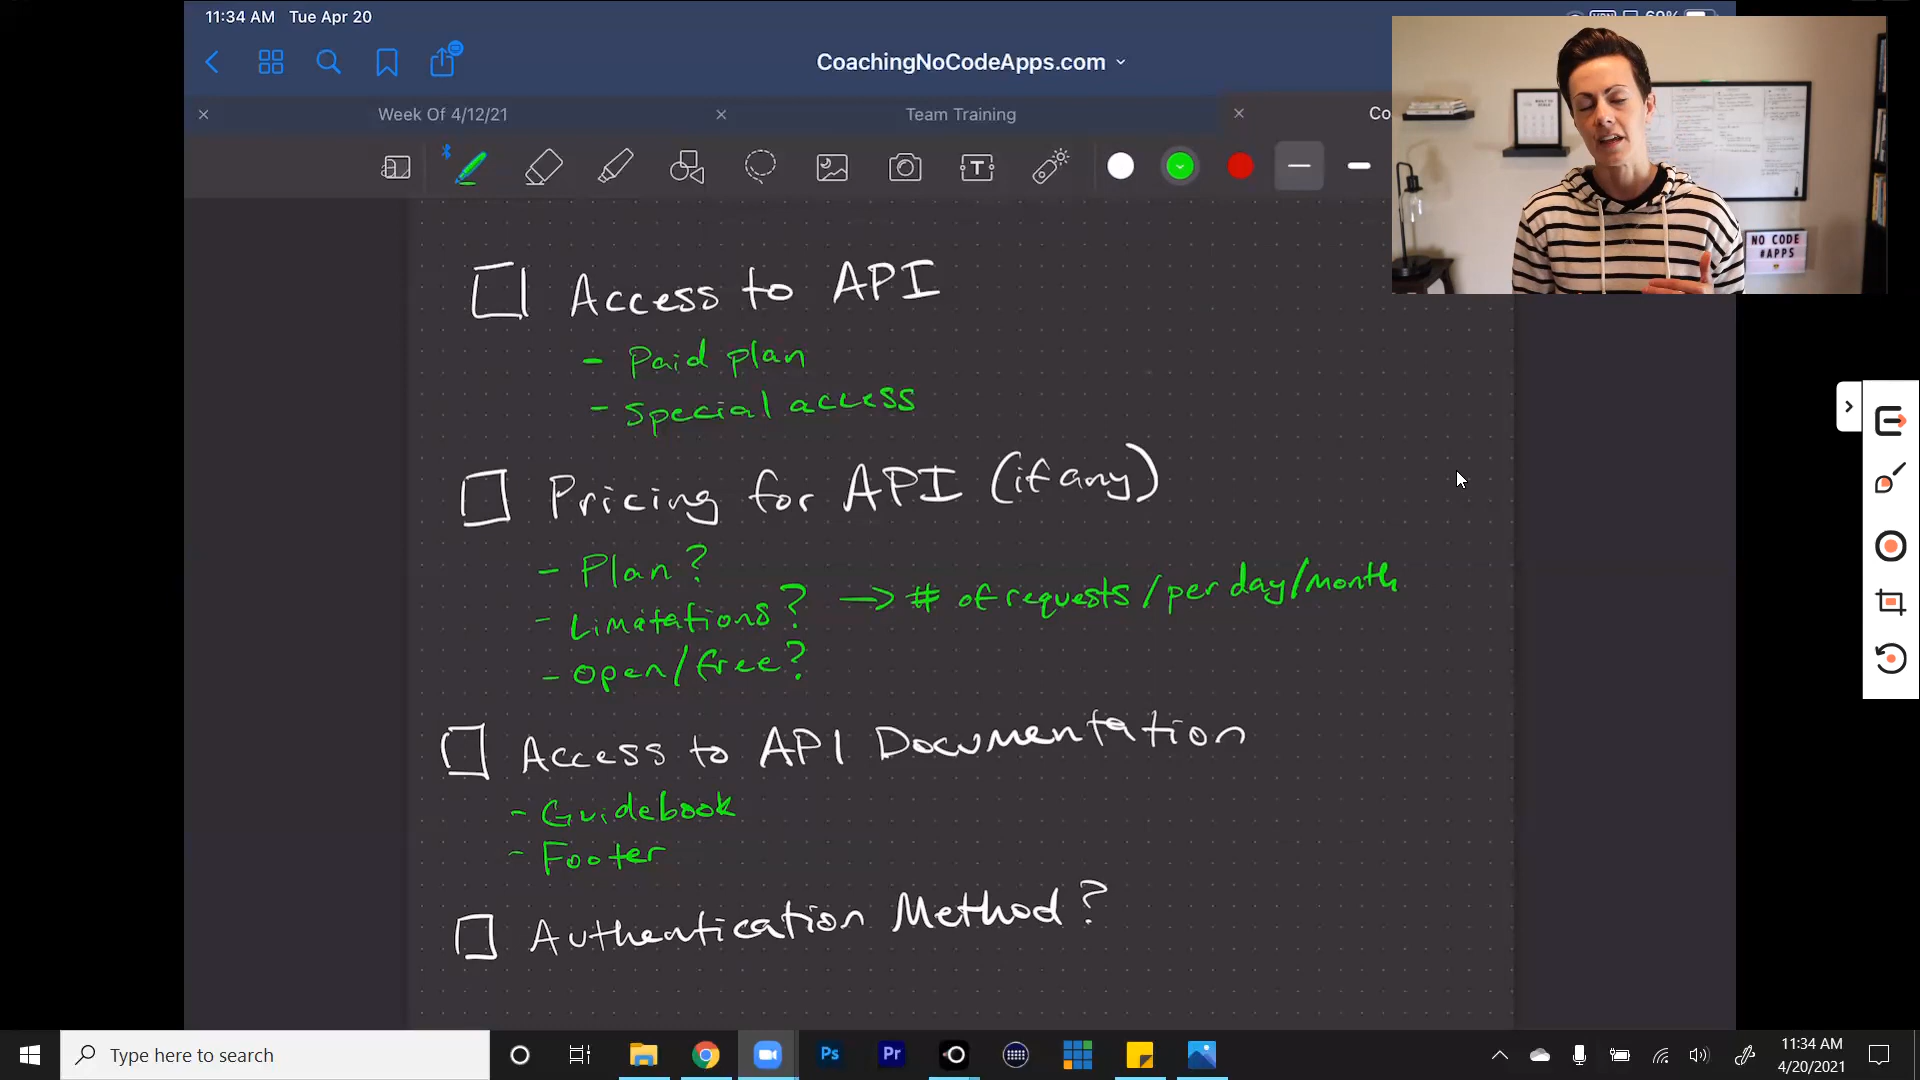 11:34 AM Tue Apr 20
CoachingNoCodeApps.com
Week Of 4/12/21
Team Training
Co
NO CODE
#APPS
Access to API
- Paid plan
- Special access
Pricing for API (if any)
- Plan?
- Limatations? → # of requests/per day/month
- Open/free?
Access to API Documentation
- Guidebook
- Footer
Authentication Method?
Type here to search
Ps
Pr
11:34 AM
4/20/2021